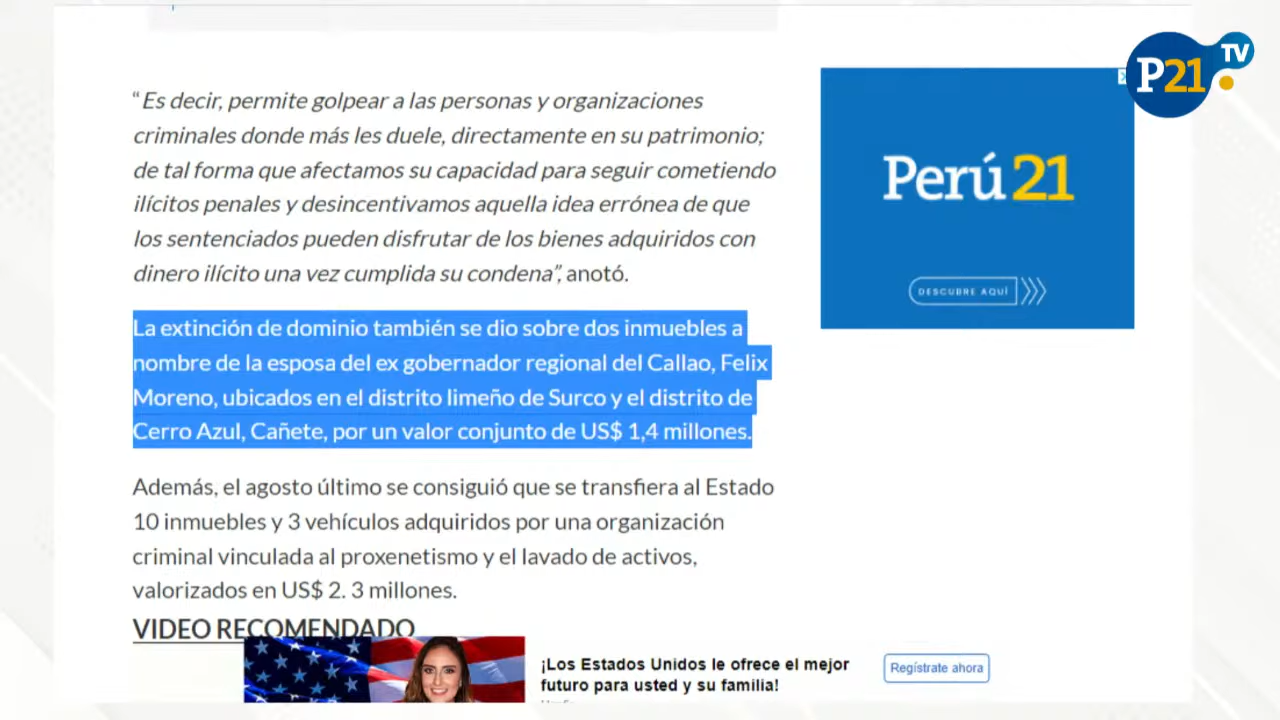 “Es decir, permite golpear a las personas y organizaciones
criminales donde más les duele, directamente en su patrimonio;
de tal forma que afectamos su capacidad para seguir cometiendo
ilícitos penales y desincentivamos aquella idea errónea de que
los sentenciados pueden disfrutar de los bienes adquiridos con
dinero ilícito una vez cumplida su condena”, anotó.
La extinción de dominio también se dio sobre dos inmuebles a
nombre de la esposa del ex gobernador regional del Callao, Felix
Moreno, ubicados en el distrito limeño de Surco y el distrito de
Cerro Azul, Cañete, por un valor conjunto de US$ 1,4 millones.
Además, el agosto último se consiguió que se transfiera al Estado
10 inmuebles y 3 vehículos adquiridos por una organización
criminal vinculada al proxenetismo y el lavado de activos,
valorizados en US$ 2. 3 millones.
VIDEO RECOMENDADO
P21 TV
Perú21
DESCUBRE AQUÍ
¡Los Estados Unidos le ofrece el mejor
futuro para usted y su familia!
Regístrate ahora